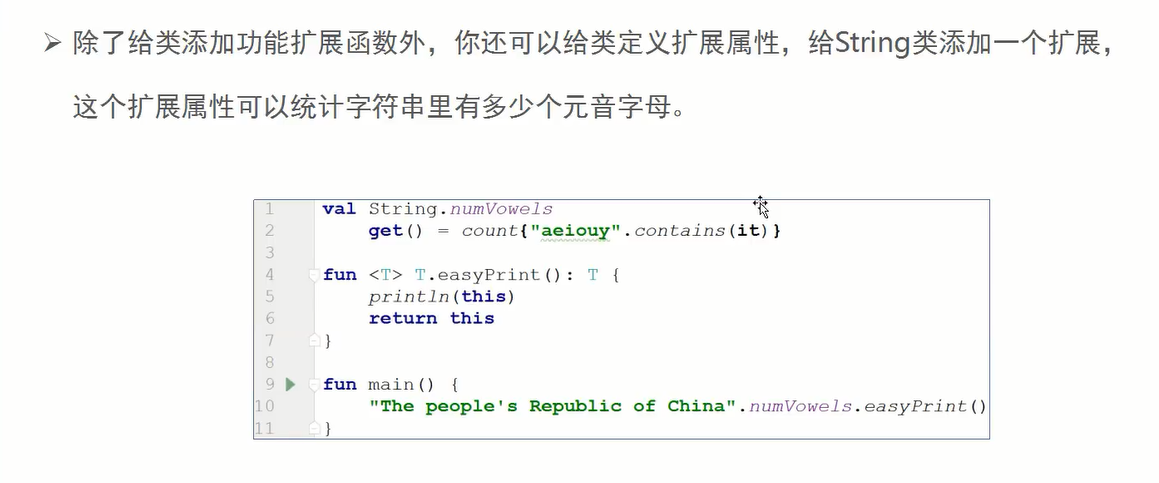 ➢ 除了给类添加功能扩展函数外，你还可以给类定义扩展属性，给String类添加一个扩展，
这个扩展属性可以统计字符串里有多少个元音字母。
1 val String.numVowels
2 get() = count{"aeiouy".contains(it)}
3
4 fun <T> T.easyPrint(): T {
5 println(this)
6 return this
7 }
8
9 fun main() {
10 "The people's Republic of China".numVowels.easyPrint()
11 }